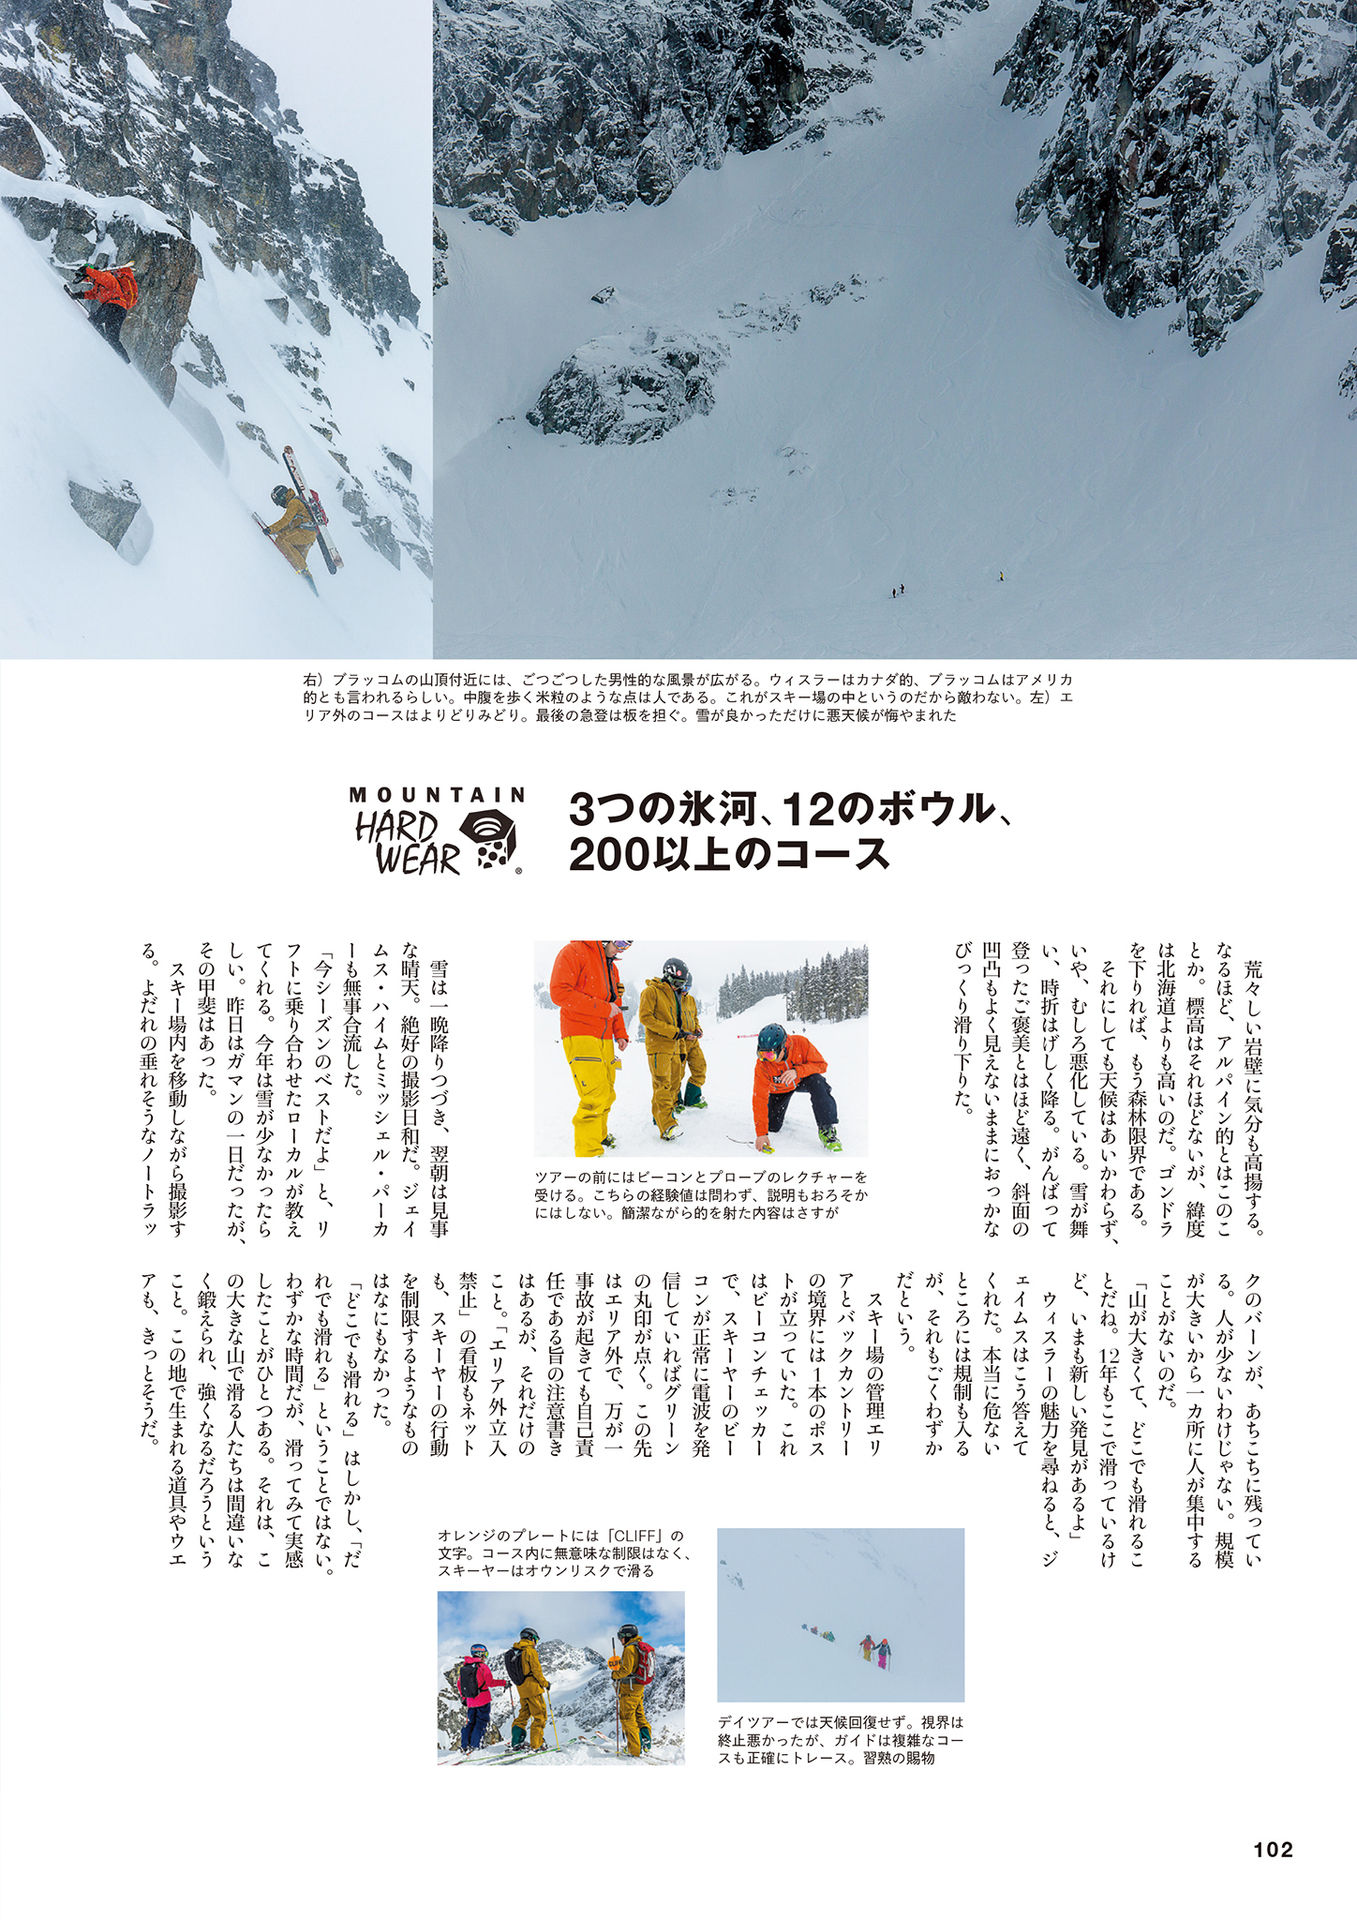 右）ブラッコムの山頂付近には、ごつごつした男性的な風景が広がる。ウィスラーはカナダ的、ブラッコムはアメリカ
的とも言われるらしい。中腹を歩く米粒のような点は人である。これがスキー場の中というのだから敵わない。左）エ
リア外のコースはよりどりみどり。最後の急登は板を担ぐ。雪が良かっただけに悪天候が悔やまれた
MOUNTAIN
HARD
WEAR
®
3つの氷河、12のボウル、
200以上のコース
荒々しい岩壁に気分も高揚する。
なるほど、アルパイン的とはこのこ
とか。標高はそれほどないが、緯度
は北海道よりも高いのだ。ゴンドラ
を下りれば、もう森林限界である。
それにしても天候はあいかわらず、
いや、むしろ悪化している。雪が舞
い、時折はげしく降る。がんばって
登ったご褒美とはほど遠く、斜面の
凹凸もよく見えないままにおっかな
びっくり滑り下りた。
ツアーの前にはビーコンとプローブのレクチャーを
受ける。こちらの経験値は問わず、説明もおろそか
にはしない。簡潔ながら的を射た内容はさすが
雪は一晩降りつづき、翌朝は見事
な晴天。絶好の撮影日和だ。ジェイ
ムス・ハイムとミッシェル・パーカ
ーも無事合流した。
「今シーズンのベストだよ」と、リ
フトに乗り合わせたローカルが教え
てくれる。今年は雪が少なかったら
しい。昨日はガマンの一日だったが、
その甲斐はあった。
スキー場内を移動しながら撮影す
る。よだれの垂れそうなノートラッ
クのバーンが、あちこちに残ってい
る。人が少ないわけじゃない。規模
が大きいから一カ所に人が集中する
ことがないのだ。
「山が大きくて、どこでも滑れるこ
とだね。12年もここで滑っているけ
ど、いまも新しい発見があるよ」
ウィスラーの魅力を尋ねると、ジ
ェイムスはこう答えて
くれた。本当に危ない
ところには規制も入る
が、それもごくわずか
だという。
スキー場の管理エリ
アとバックカントリー
の境界には1本のポス
トが立っていた。これ
はビーコンチェッカー
で、スキーヤーのビー
コンが正常に電波を発
信していればグリーン
の丸印が点く。この先
はエリア外で、万が一
事故が起きても自己責
任である旨の注意書き
はあるが、それだけの
こと。「エリア外立入
禁止」の看板もネット
も、スキーヤーの行動
を制限するようなもの
はなにもなかった。
「どこでも滑れる」はしかし、「だ
れでも滑れる」ということではない。
わずかな時間だが、滑ってみて実感
したことがひとつある。それは、こ
の大きな山で滑る人たちは間違いな
く鍛えられ、強くなるだろうという
こと。この地で生まれる道具やウエ
アも、きっとそうだ。
オレンジのプレートには「CLIFF」の
文字。コース内に無意味な制限はなく、
スキーヤーはオウンリスクで滑る
CLIFF
デイツアーでは天候回復せず。視界は
終止悪かったが、ガイドは複雑なコー
スも正確にトレース。習熟の賜物
102